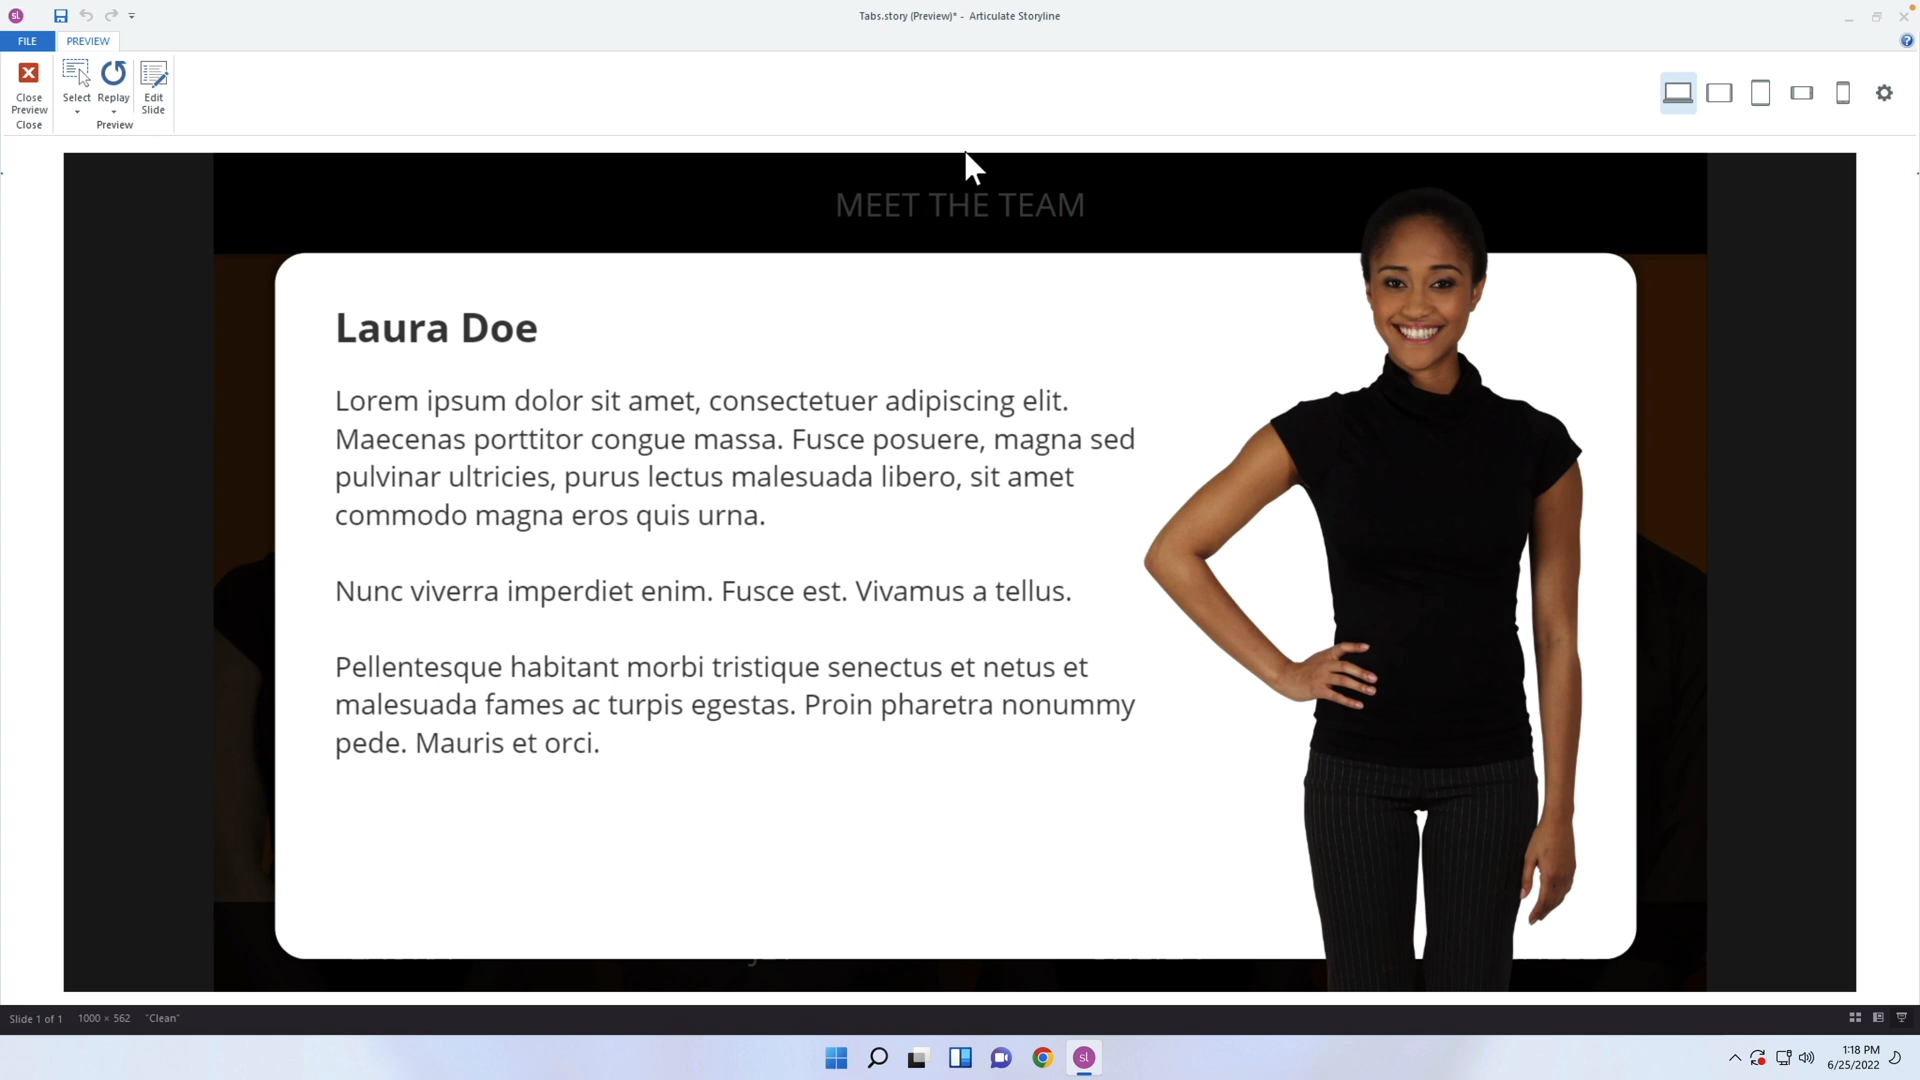 sl
Tabs.story (Preview)* - Articulate Storyline
FILE
PREVIEW
Close
Preview
Select
Replay
Edit
Slide
Close
Preview
MEET THE TEAM
Laura Doe
Lorem ipsum dolor sit amet, consectetuer adipiscing elit.
Maecenas porttitor congue massa. Fusce posuere, magna sed
pulvinar ultricies, purus lectus malesuada libero, sit amet
commodo magna eros quis urna.
Nunc viverra imperdiet enim. Fusce est. Vivamus a tellus.
Pellentesque habitant morbi tristique senectus et netus et
malesuada fames ac turpis egestas. Proin pharetra nonummy
pede. Mauris et orci.
Slide 1 of 1
1000 × 562
"Clean"
sl
1:18 PM
6/25/2022